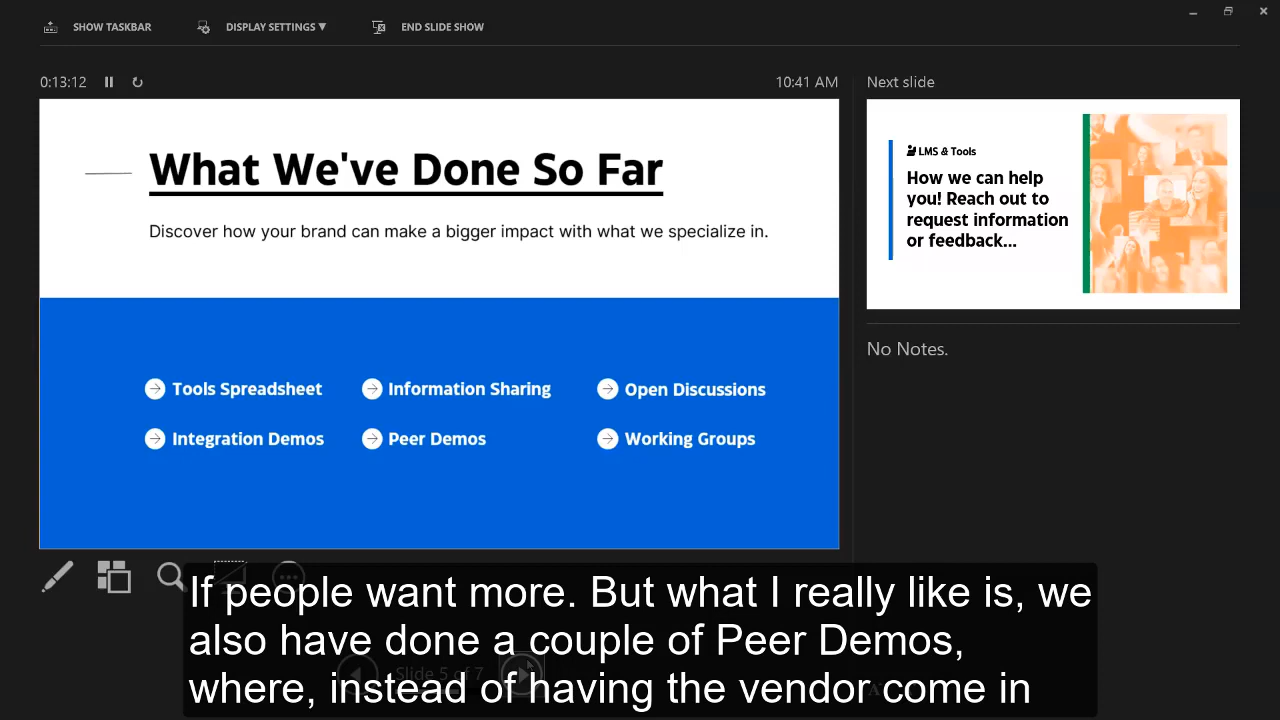 SHOW TASKBAR
DISPLAY SETTINGS ▼
END SLIDE SHOW
0:13:12
10:41 AM
Next slide
What We've Done So Far
Discover how your brand can make a bigger impact with what we specialize in.
Tools Spreadsheet
Information Sharing
Open Discussions
Integration Demos
Peer Demos
Working Groups
LMS & Tools
How we can help
you! Reach out to
request information
or feedback...
No Notes.
If people want more. But what I really like is, we
also have done a couple of Peer Demos,
Slide 5 of 7
where, instead of having the vendor come in